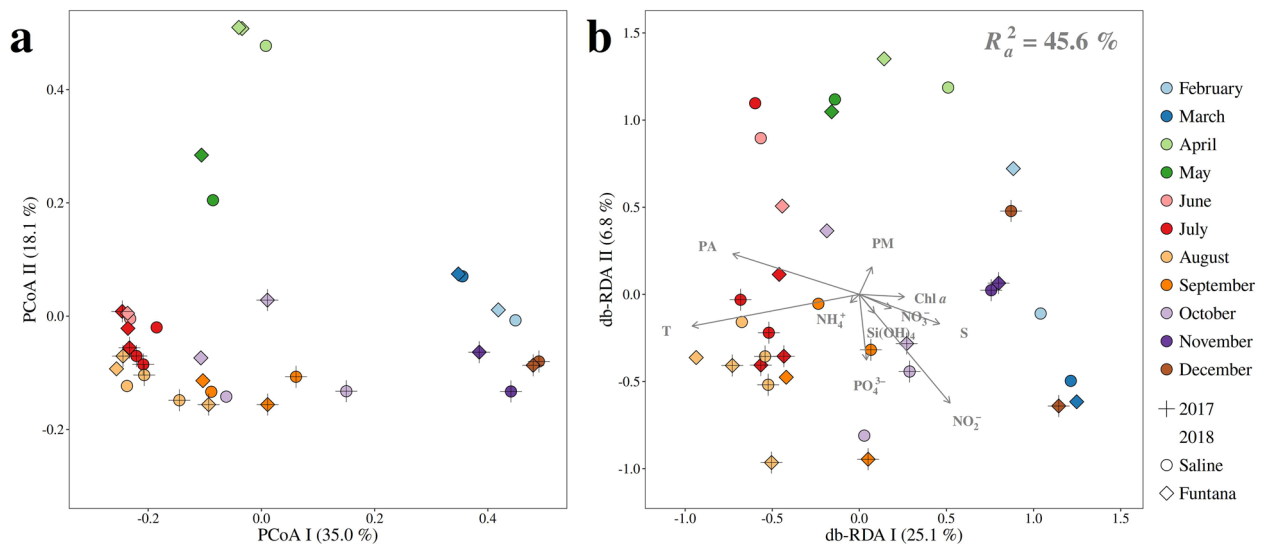 a
PCoA II (18.1 %)
0.4
0.2
0.0
-0.2
-0.2
0.0
0.2
0.4
PCoA I (35.0 %)
b
R²ₐ = 45.6 %
db-RDA II (6.8 %)
1.5
1.0
0.5
0.0
-0.5
-1.0
PA
PM
Chl a
NO₃⁻
NH₄⁺
Si(OH)₄
T
S
PO₄³⁻
NO₂⁻
-1.0
-0.5
0.0
0.5
1.0
1.5
db-RDA I (25.1 %)
February
March
April
May
June
July
August
September
October
November
December
2017
2018
Saline
Funtana